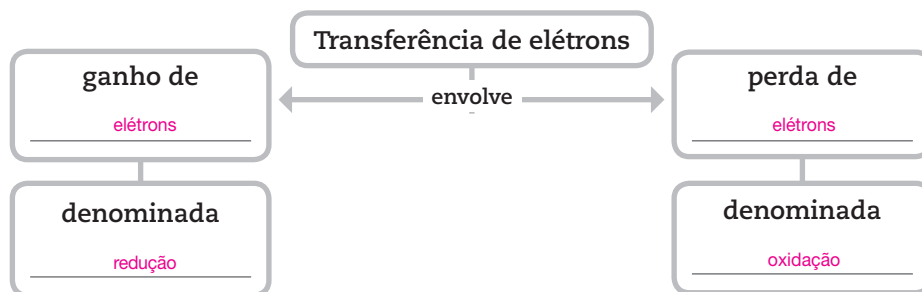 Transferência de elétrons
envolve
ganho de
elétrons
denominada
redução
perda de
elétrons
denominada
oxidação